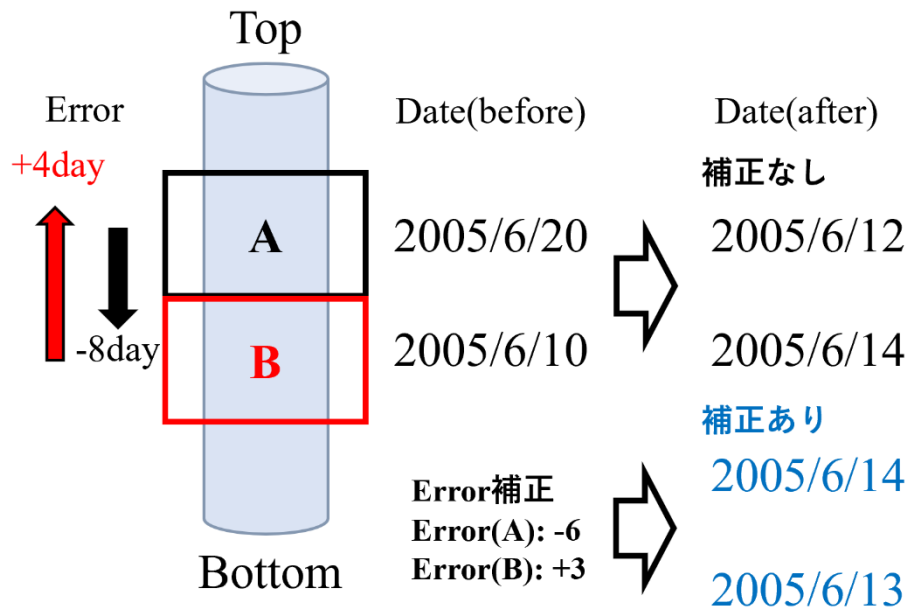 Top
Error
Date(before)
Date(after)
+4day
補正なし
A
2005/6/20
2005/6/12
-8day
B
2005/6/10
2005/6/14
補正あり
2005/6/14
Error補正
Error(A): -6
Error(B): +3
Bottom
2005/6/13